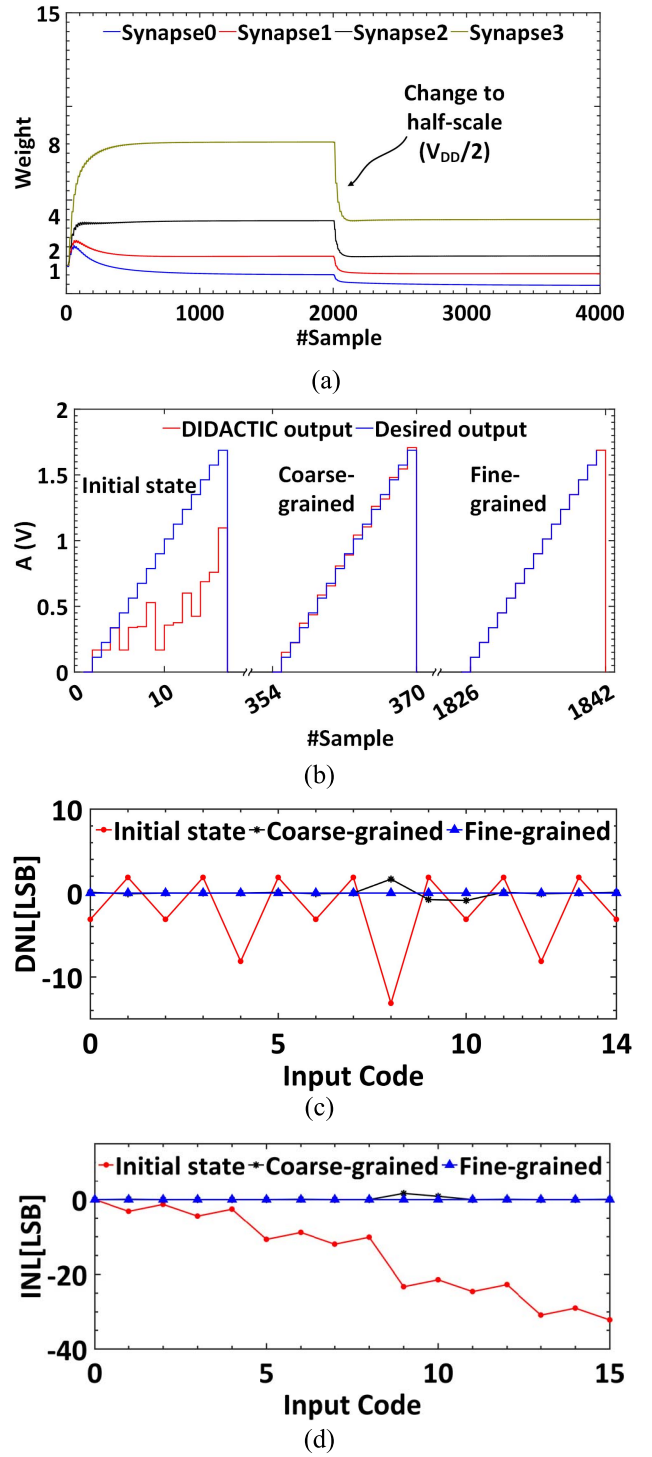 15
Synapse0 Synapse1 Synapse2 Synapse3
Change to
half-scale
(VDD/2)
8
4
2
1
Weight
0 1000 2000 3000 4000
#Sample
(a)
2
DIDACTIC output Desired output
1.5
Initial state
Coarse-
grained
Fine-
grained
1
0.5
0
A (V)
0 10 354 370 1826 1842
#Sample
(b)
10
Initial state Coarse-grained Fine-grained
0
-10
DNL[LSB]
0 5 10 14
Input Code
(c)
Initial state Coarse-grained Fine-grained
0
-20
-40
INL[LSB]
0 5 10 15
Input Code
(d)